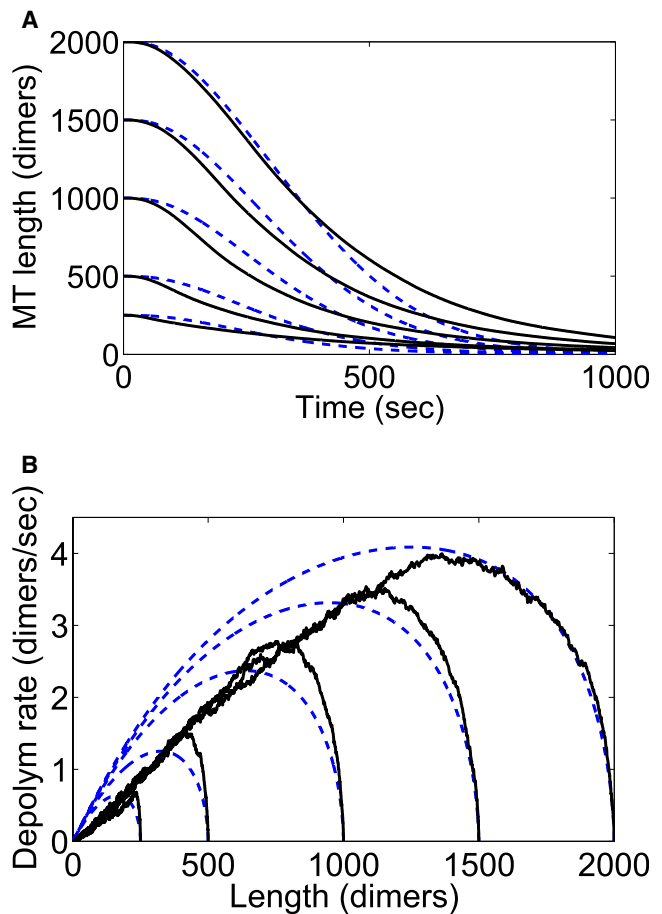 A
MT length (dimers)
2000
1500
1000
500
0
0 500 1000
Time (sec)
B
Depolym rate (dimers/sec)
4
3
2
1
0
0 500 1000 1500 2000
Length (dimers)